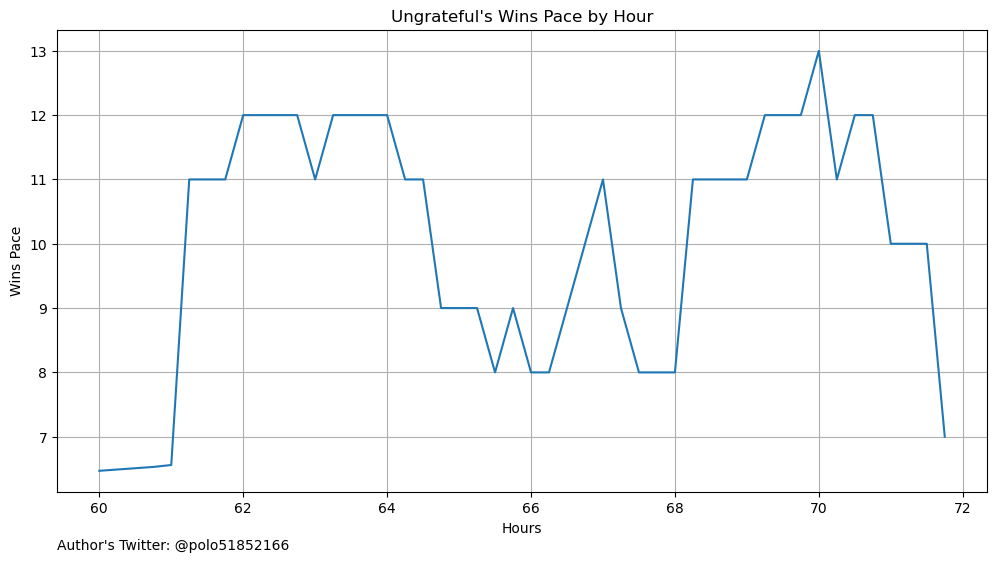 Ungrateful's Wins Pace by Hour
13
12
11
10
9
8
7
Wins Pace
60 62 64 66 68 70 72
Hours
Author's Twitter: @polo51852166